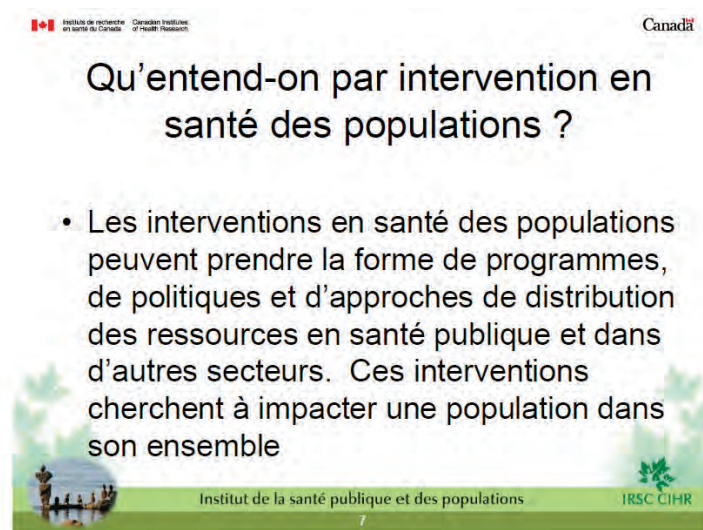 Instituts de recherche Canadian Institutes
en santé du Canada of Health Research
Canada
Qu’entend-on par intervention en
santé des populations ?
• Les interventions en santé des populations
peuvent prendre la forme de programmes,
de politiques et d’approches de distribution
des ressources en santé publique et dans
d’autres secteurs. Ces interventions
cherchent à impacter une population dans
son ensemble
Institut de la santé publique et des populations
IRSC CIHR
7